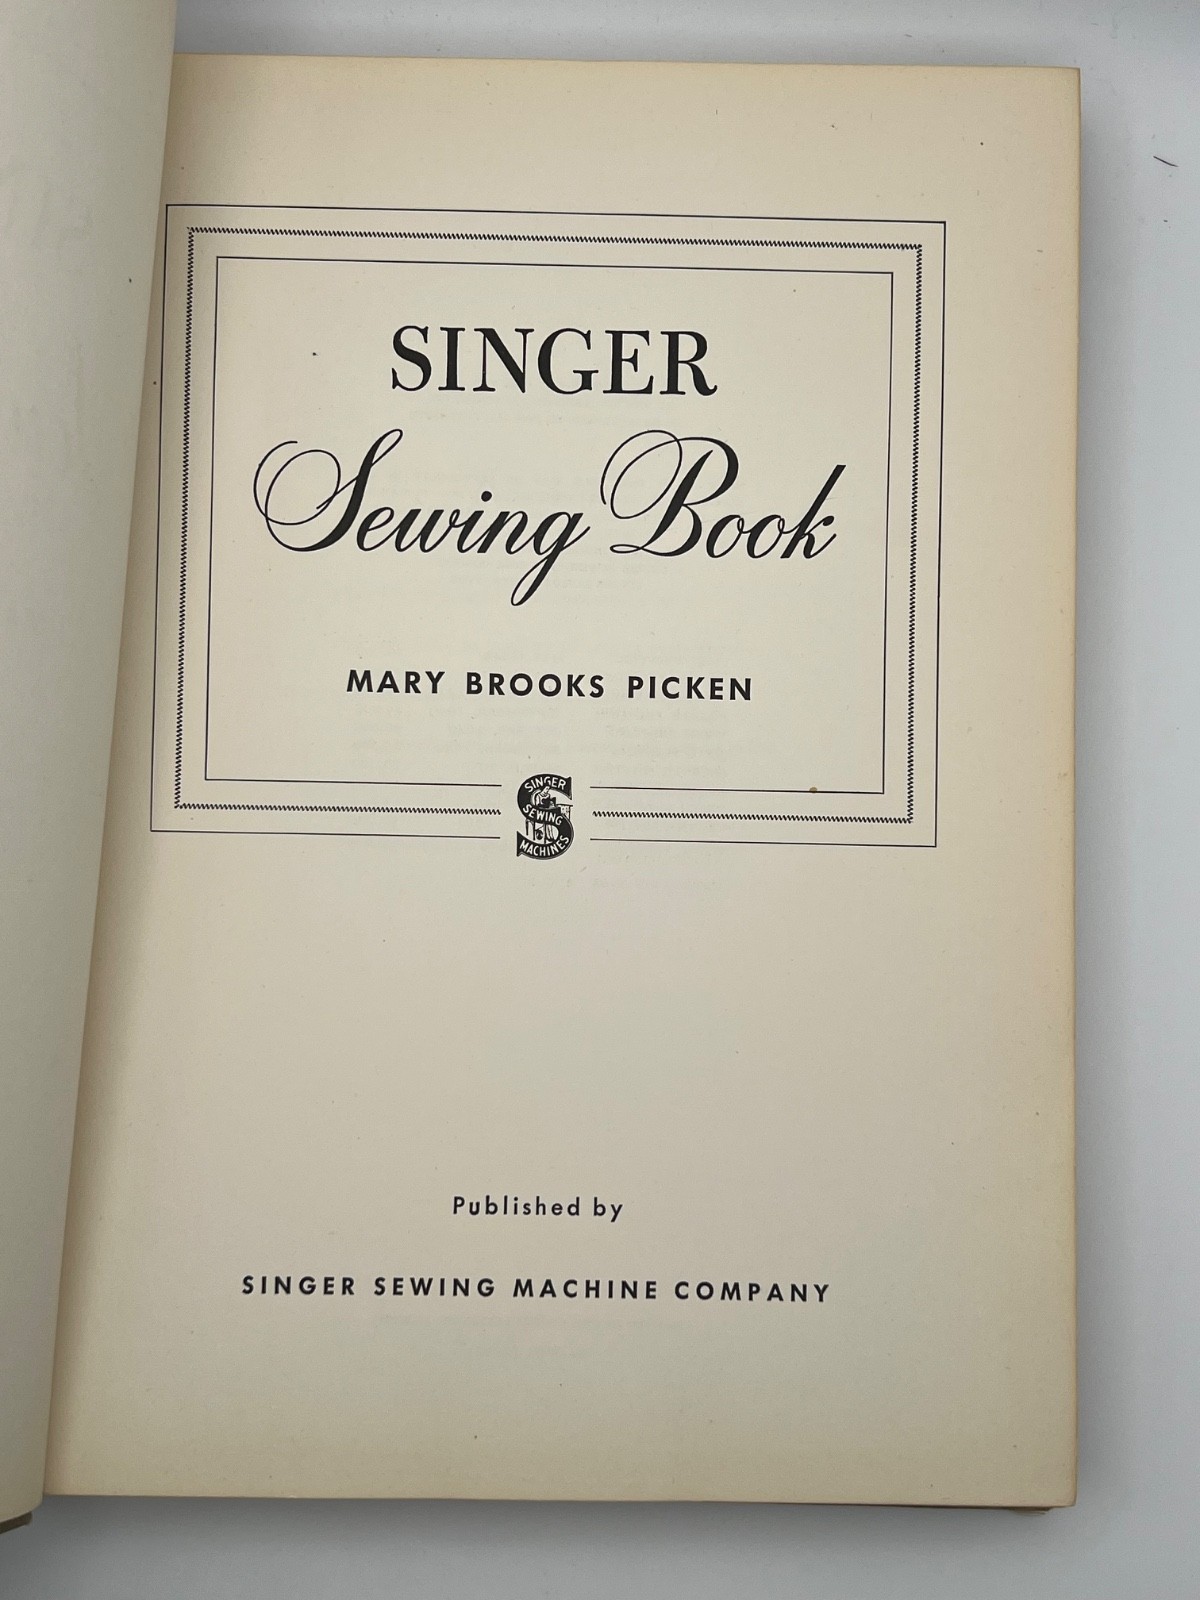 SINGER
Sewing Book
MARY BROOKS PICKEN
SINGER
SEWING
MACHINES
Published by
SINGER SEWING MACHINE COMPANY